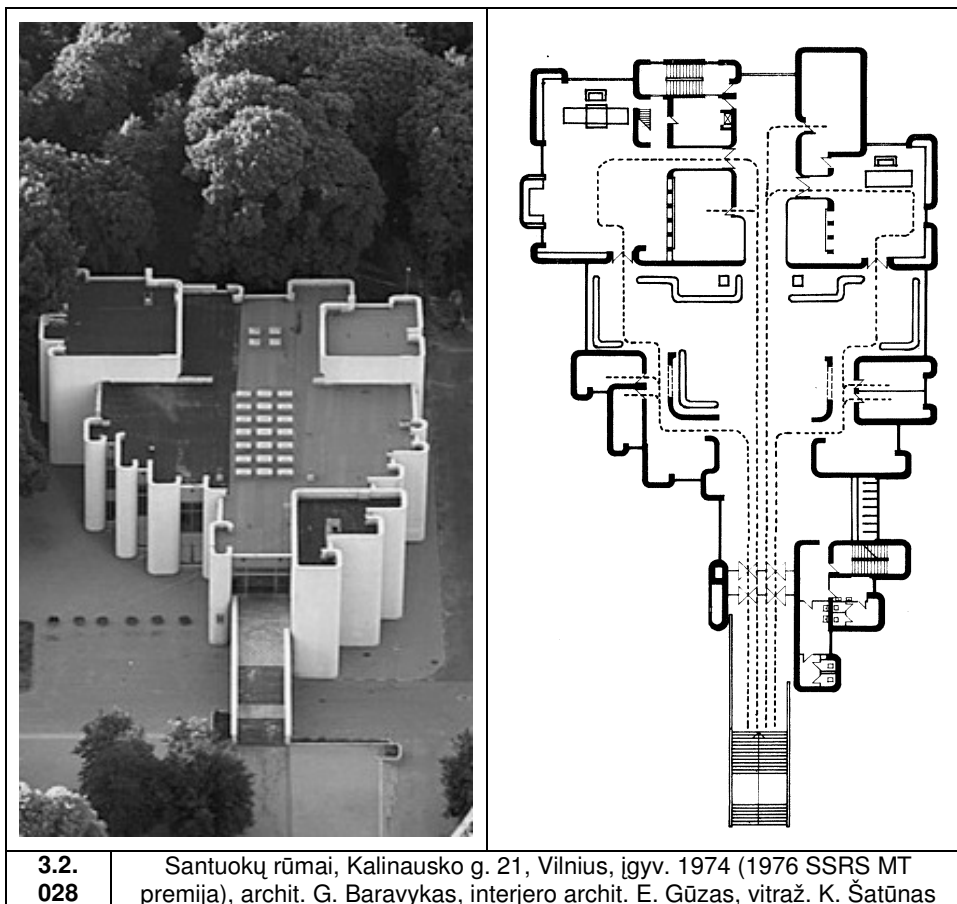 3.2.
028
Santuokų rūmai, Kalinausko g. 21, Vilnius, įgyv. 1974 (1976 SSRS MT
premija), archit. G. Baravykas, interjero archit. E. Gūzas, vitraž. K. Šatūnas